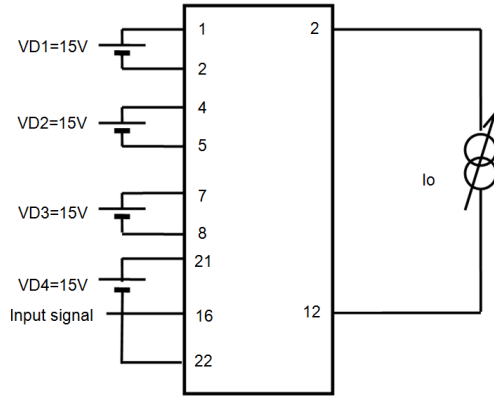 1
2
VD1=15V
2
4
VD2=15V
5
7
VD3=15V
8
21
VD4=15V
Input signal
16
12
22
Io